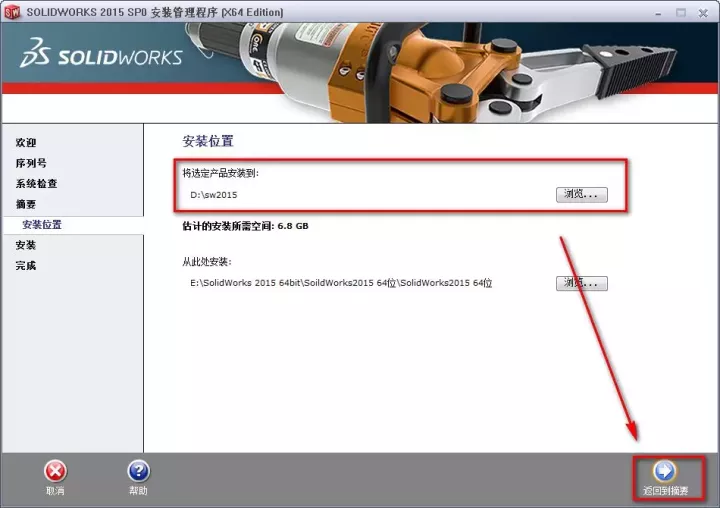 SOLIDWORKS 2015 SP0 安装管理程序 (X64 Edition)
SOLIDWORKS
欢迎
序列号
系统检查
摘要
安装位置
安装
完成
安装位置
将选定产品安装到:
D:\sw2015
浏览...
估计的安装所需空间: 6.8 GB
从此处安装:
E:\SolidWorks 2015 64bit\SoildWorks2015 64位\SolidWorks2015 64位
浏览...
取消
帮助
返回到摘要